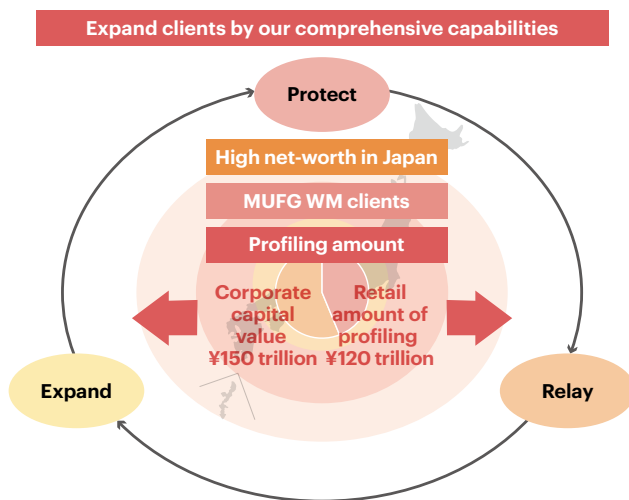 Expand clients by our comprehensive capabilities
Protect
High net-worth in Japan
MUFG WM clients
Profiling amount
Corporate
capital
value
¥150 trillion
Retail
amount of
profiling
¥120 trillion
Expand
Relay